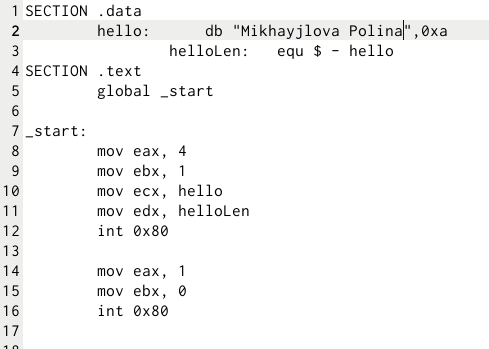 1 SECTION .data
2 hello: db "Mikhayjlova Polina",0xa
3 helloLen: equ $ - hello
4 SECTION .text
5 global _start
6
7 _start:
8 mov eax, 4
9 mov ebx, 1
10 mov ecx, hello
11 mov edx, helloLen
12 int 0x80
13
14 mov eax, 1
15 mov ebx, 0
16 int 0x80
17